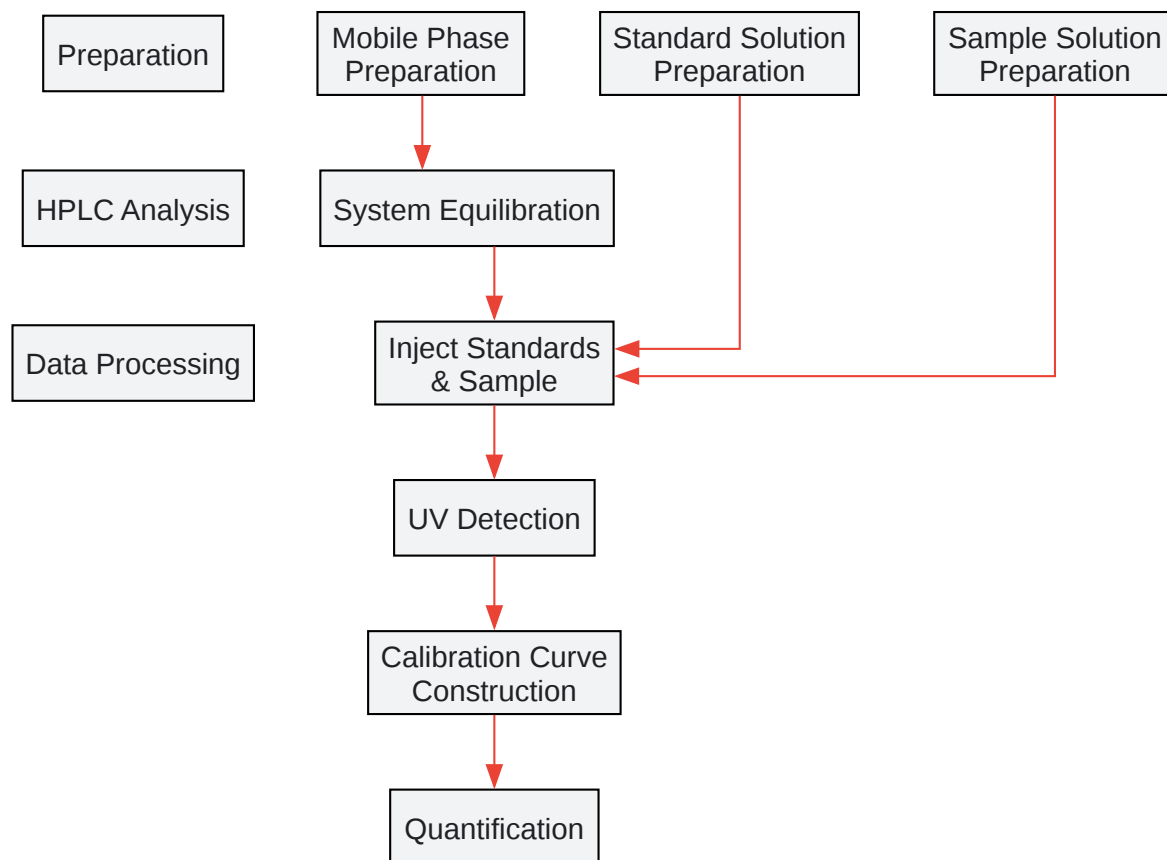 Preparation
Mobile Phase
Preparation
Standard Solution
Preparation
Sample Solution
Preparation
HPLC Analysis
System Equilibration
Data Processing
Inject Standards
& Sample
UV Detection
Calibration Curve
Construction
Quantification